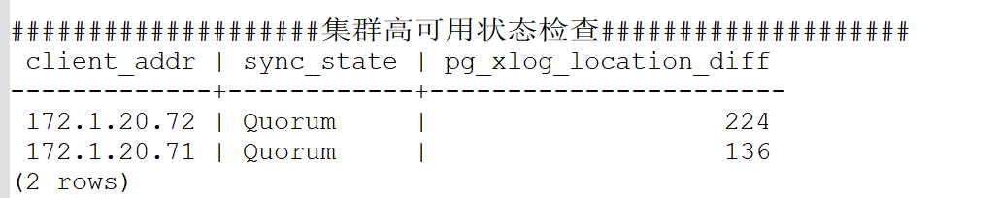 ####################集群高可用状态检查####################
 client_addr | sync_state | pg_xlog_location_diff
-------------+------------+-----------------------
 172.1.20.72 | Quorum     |                   224
 172.1.20.71 | Quorum     |                   136
(2 rows)